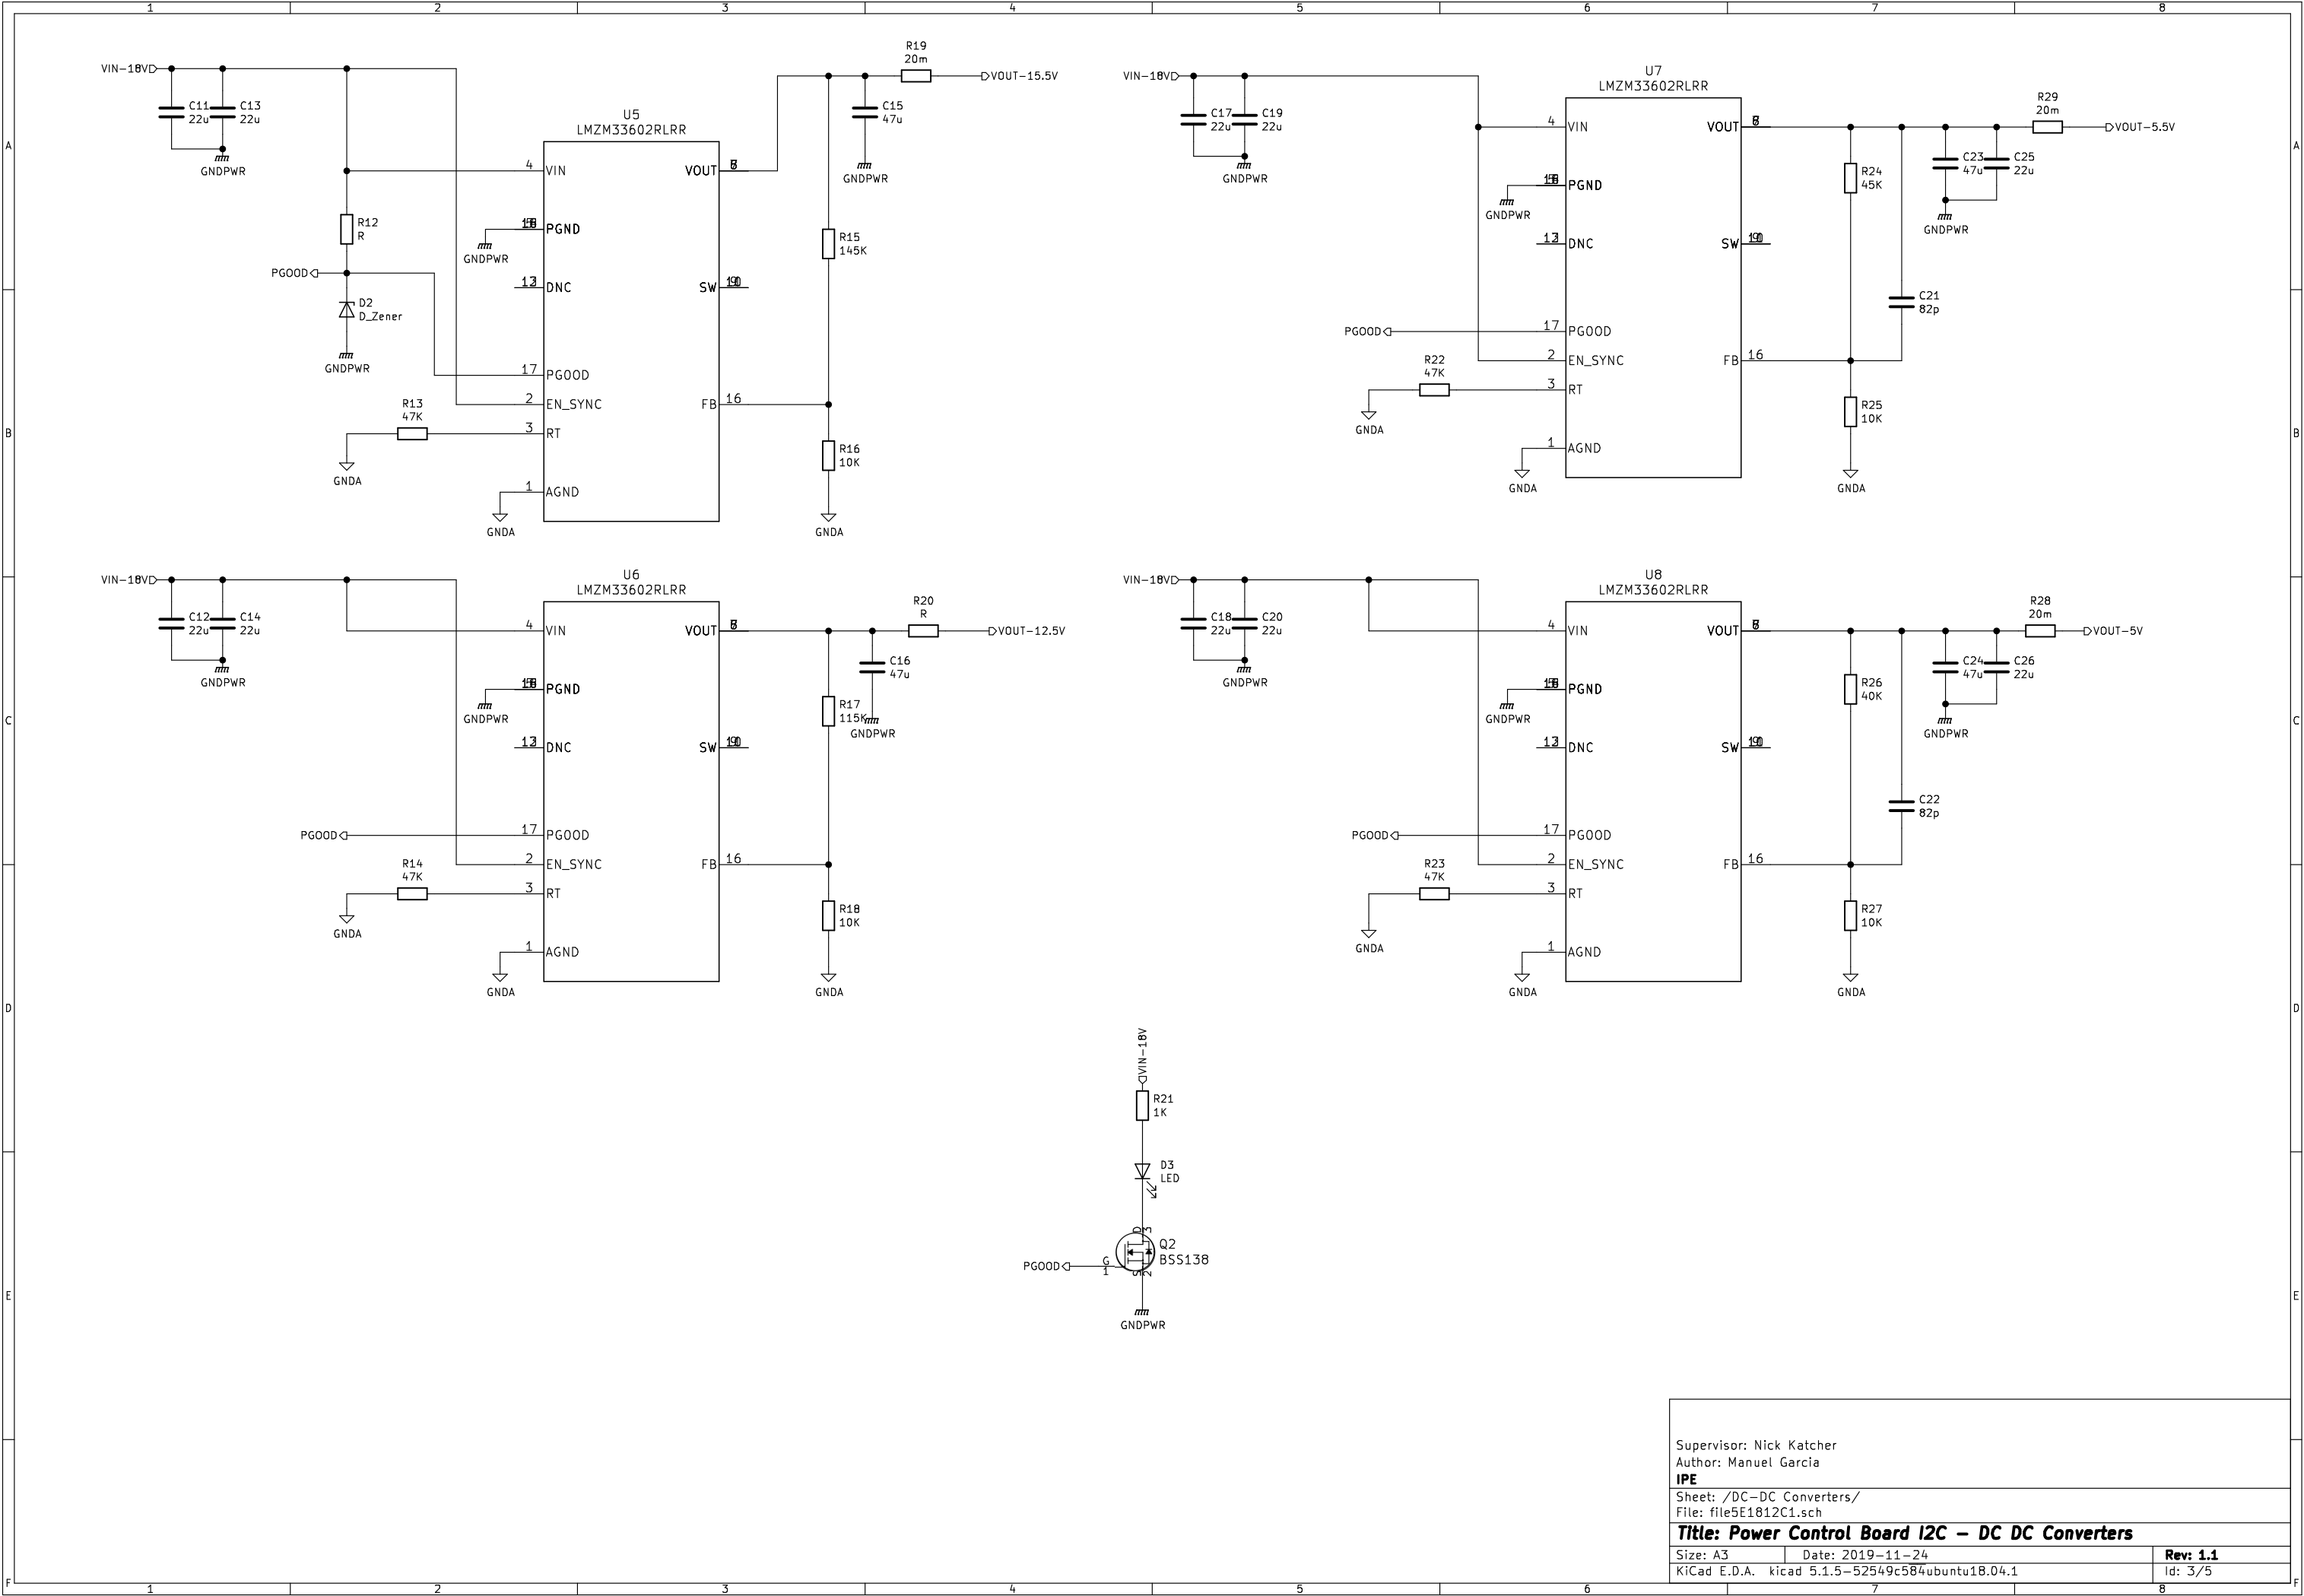 1 2 3 4 5 6 7 8
A
B
C
D
E
F
A
B
C
D
E
F
VIN-18V
C11
22u
C13
22u
GNDPWR
R12
R
PGOOD
D2
D_Zener
GNDPWR
R13
47K
GNDA
U5
LMZM33602RLRR
4 VIN
PGND
GNDPWR
DNC
17 PGOOD
2 EN_SYNC
3 RT
1 AGND
GNDA
VOUT
SW
FB 16
R15
145K
R16
10K
GNDA
C15
47u
GNDPWR
R19
20m
VOUT-15.5V
VIN-18V
C17
22u
C19
22u
GNDPWR
U7
LMZM33602RLRR
4 VIN
PGND
GNDPWR
DNC
PGOOD
17 PGOOD
2 EN_SYNC
R22
47K
3 RT
GNDA
1 AGND
GNDA
VOUT
SW
FB 16
R24
45K
R25
10K
GNDA
C21
82p
C23
47u
C25
22u
GNDPWR
R29
20m
VOUT-5.5V
VIN-18V
C12
22u
C14
22u
GNDPWR
U6
LMZM33602RLRR
4 VIN
PGND
GNDPWR
DNC
PGOOD
17 PGOOD
2 EN_SYNC
R14
47K
3 RT
GNDA
1 AGND
GNDA
VOUT
SW
FB 16
R17
115K
R18
10K
GNDA
C16
47u
GNDPWR
R20
R
VOUT-12.5V
VIN-18V
C18
22u
C20
22u
GNDPWR
U8
LMZM33602RLRR
4 VIN
PGND
GNDPWR
DNC
PGOOD
17 PGOOD
2 EN_SYNC
R23
47K
3 RT
GNDA
1 AGND
GNDA
VOUT
SW
FB 16
R26
40K
R27
10K
GNDA
C22
82p
C24
47u
C26
22u
GNDPWR
R28
20m
VOUT-5V
VIN-18V
R21
1K
D3
LED
D 3
Q2
BSS138
PGOOD
G
1
S 2
GNDPWR
Supervisor: Nick Katcher
Author: Manuel Garcia
IPE
Sheet: /DC-DC Converters/
File: file5E1812C1.sch
Title: Power Control Board I2C - DC DC Converters
Size: A3 Date: 2019-11-24 Rev: 1.1
KiCad E.D.A. kicad 5.1.5-52549c584ubuntu18.04.1 Id: 3/5
1 2 3 4 5 6 7 8